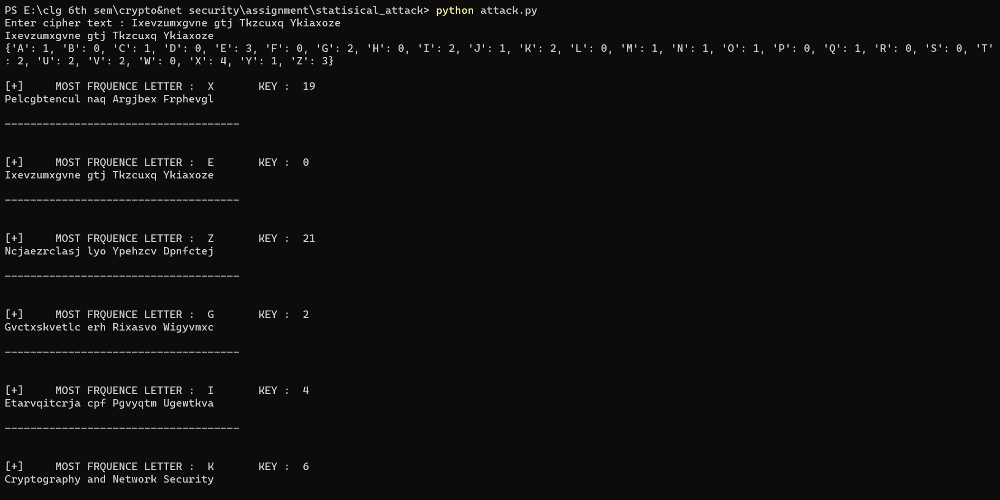 PS E:\clg 6th sem\crypto&net security\assignment\statisical_attack> python attack.py
Enter cipher text : Ixevzumxgvne gtj Tkzcuxq Ykiaxoze
Ixevzumxgvne gtj Tkzcuxq Ykiaxoze
{'A': 1, 'B': 0, 'C': 1, 'D': 0, 'E': 3, 'F': 0, 'G': 2, 'H': 0, 'I': 2, 'J': 1, 'K': 2, 'L': 0, 'M': 1, 'N': 1, 'O': 1, 'P': 0, 'Q': 1, 'R': 0, 'S': 0, 'T'
: 2, 'U': 2, 'V': 2, 'W': 0, 'X': 4, 'Y': 1, 'Z': 3}
[+]     MOST FRQUENCE LETTER :  X       KEY :  19
Pelcgbtencul naq Argjbex Frphevgl
-------------------------------------
[+]     MOST FRQUENCE LETTER :  E       KEY :  0
Ixevzumxgvne gtj Tkzcuxq Ykiaxoze
-------------------------------------
[+]     MOST FRQUENCE LETTER :  Z       KEY :  21
Ncjaezrclasj lyo Ypehzcv Dpnfctej
-------------------------------------
[+]     MOST FRQUENCE LETTER :  G       KEY :  2
Gvctxskvetlc erh Rixasvo Wigyvmxc
-------------------------------------
[+]     MOST FRQUENCE LETTER :  I       KEY :  4
Etarvqitcrja cpf Pgvyqtm Ugewtkva
-------------------------------------
[+]     MOST FRQUENCE LETTER :  K       KEY :  6
Cryptography and Network Security